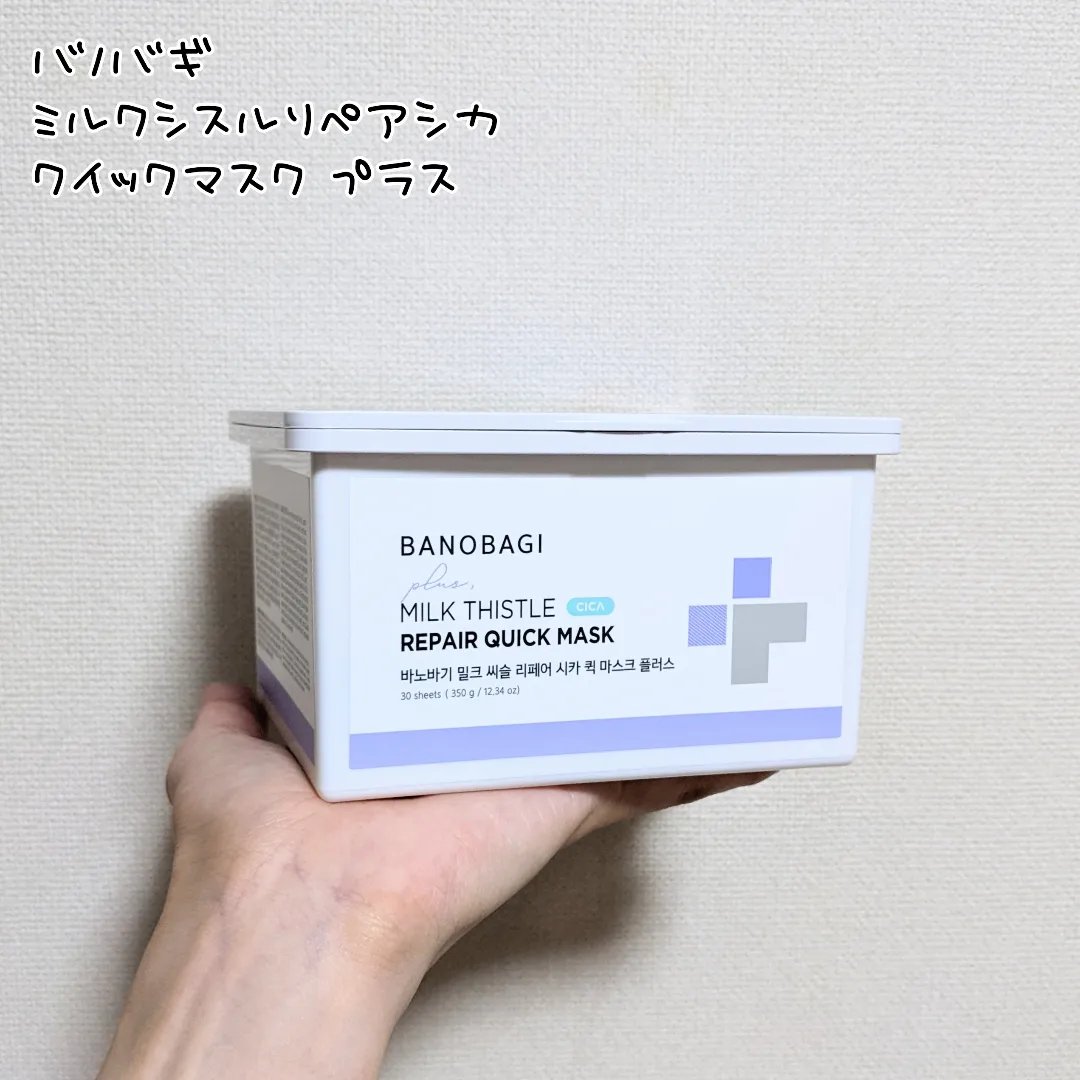 バノバギ
ミルクシスルリペアシカ
クイックマスク プラス
BANOBAGI
plus,
MILK THISTLE CICA
REPAIR QUICK MASK
바노바기 밀크 씨슬 리페어 시카 퀵 마스크 플러스
30 sheets ( 350 g / 12.34 oz)